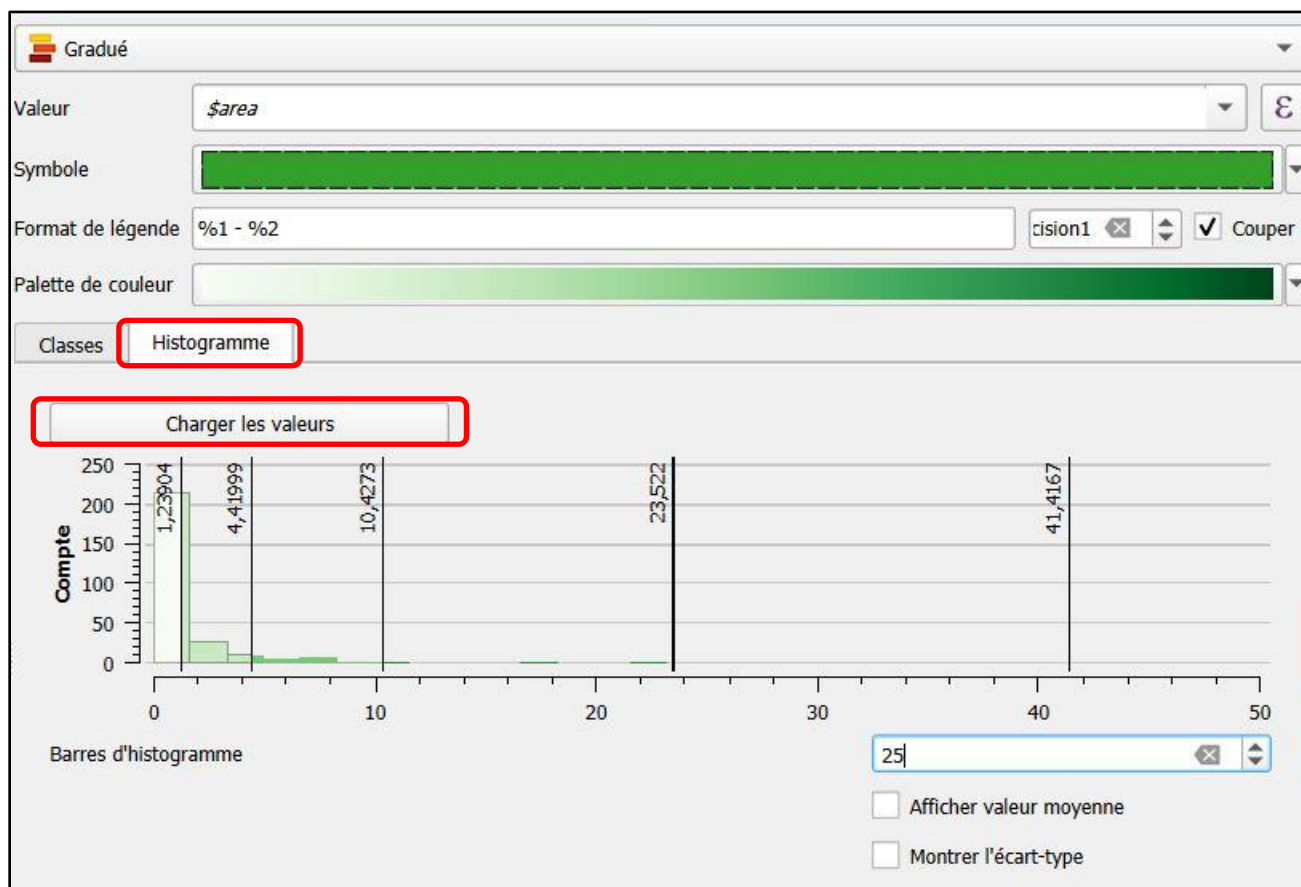 Gradué
Valeur $area ε
Symbole
Format de légende %1 - %2 cision1 Couper
Palette de couleur
Classes Histogramme
Charger les valeurs
250
200
150
100
50
0
Compte
1,23904
4,41999
10,4273
23,522
41,4167
0 10 20 30 40 50
Barres d'histogramme 25
Afficher valeur moyenne
Montrer l'écart-type